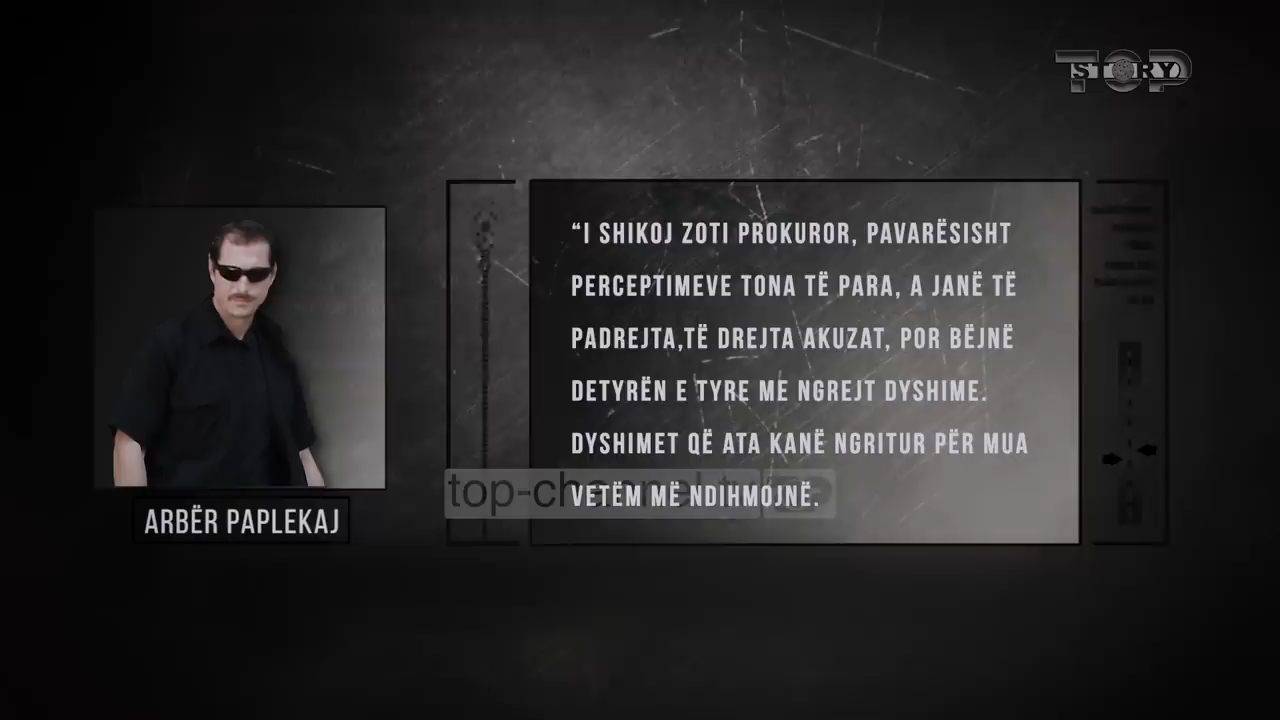 TOP STORY
“I SHIKOJ ZOTI PROKUROR, PAVARËSISHT
PERCEPTIMEVE TONA TË PARA, A JANË TË
PADREJTA,TË DREJTA AKUZAT, POR BËJNË
DETYRËN E TYRE ME NGREJT DYSHIME.
DYSHIMET QË ATA KANË NGRITUR PËR MUA
VETËM MË NDIHMOJNË.
ARBËR PAPLEKAJ